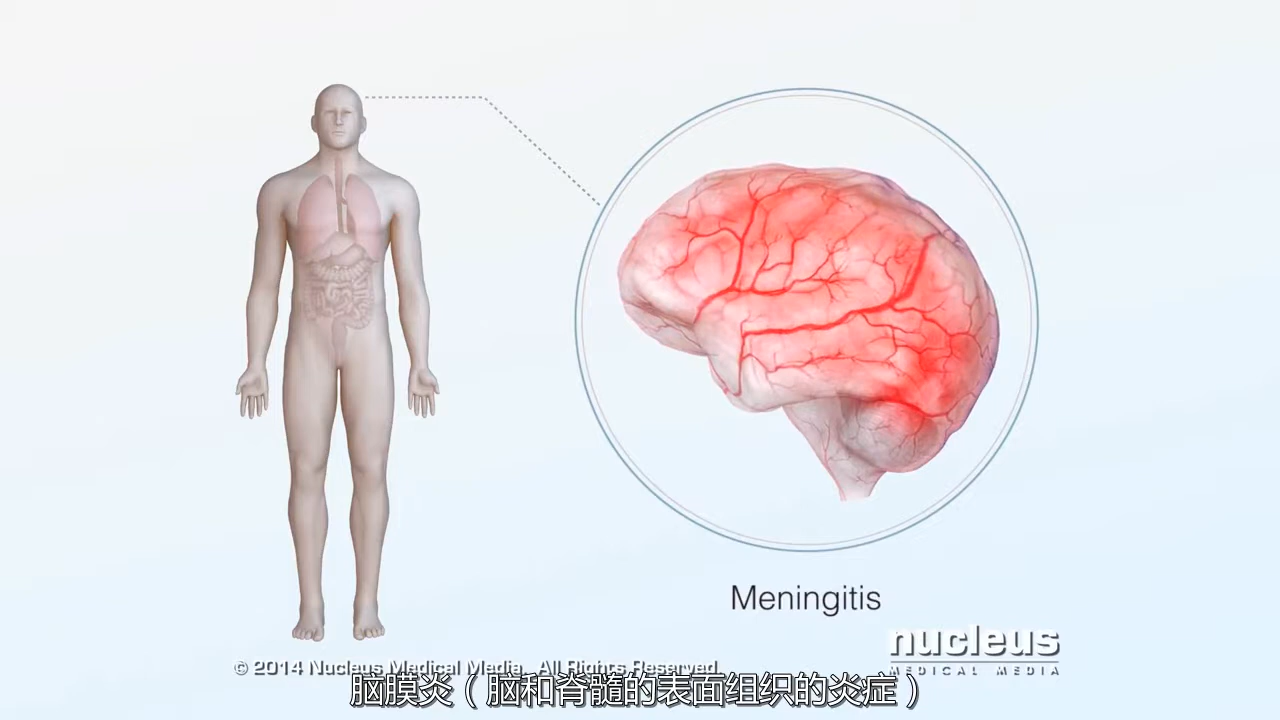 Meningitis
nucleus
MEDICAL MEDIA
© 2014 Nucleus Medical Media. All Rights Reserved.
脑膜炎（脑和脊髓的表面组织的炎症）